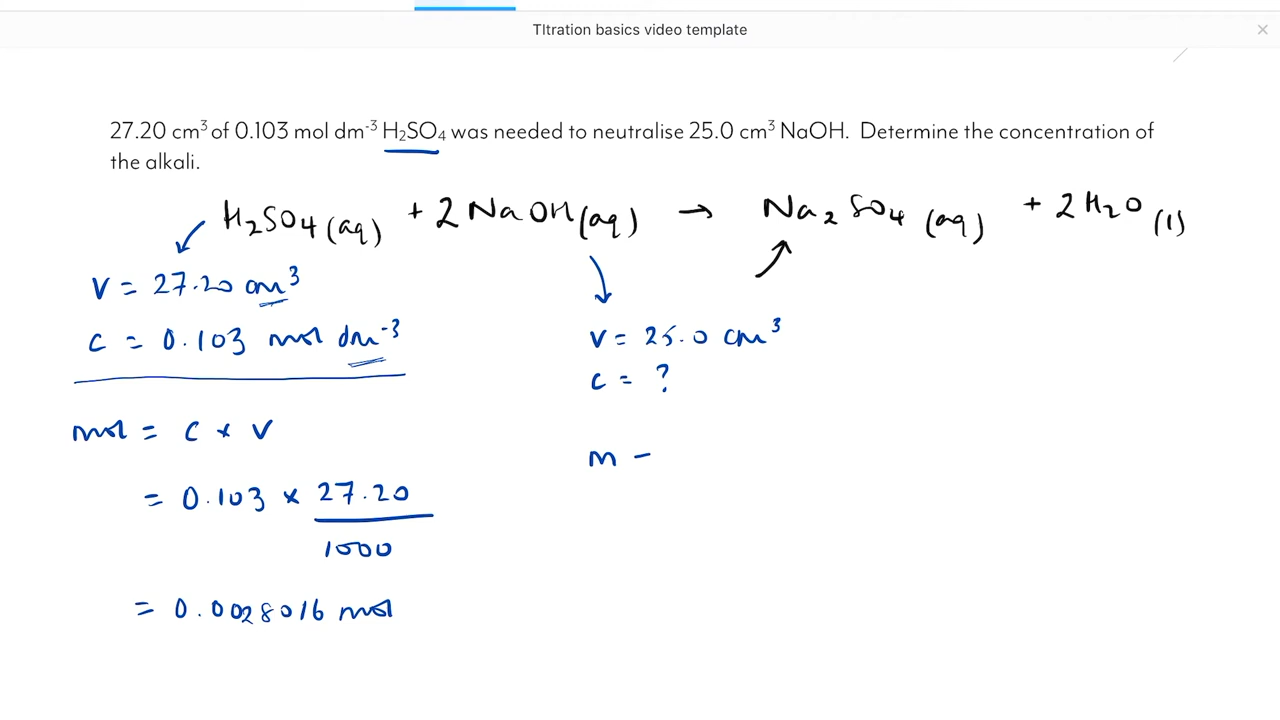 TItration basics video template
27.20 cm³ of 0.103 mol dm⁻³ H₂SO₄ was needed to neutralise 25.0 cm³ NaOH. Determine the concentration of
the alkali.
H₂SO₄ (aq) + 2 NaOH (aq) → Na₂SO₄ (aq) + 2 H₂O (l)
V = 27.20 cm³
c = 0.103 mol dm⁻³
V = 25.0 cm³
c = ?
mol = c × V
= 0.103 × 27.20
1000
= 0.0028016 mol
m -